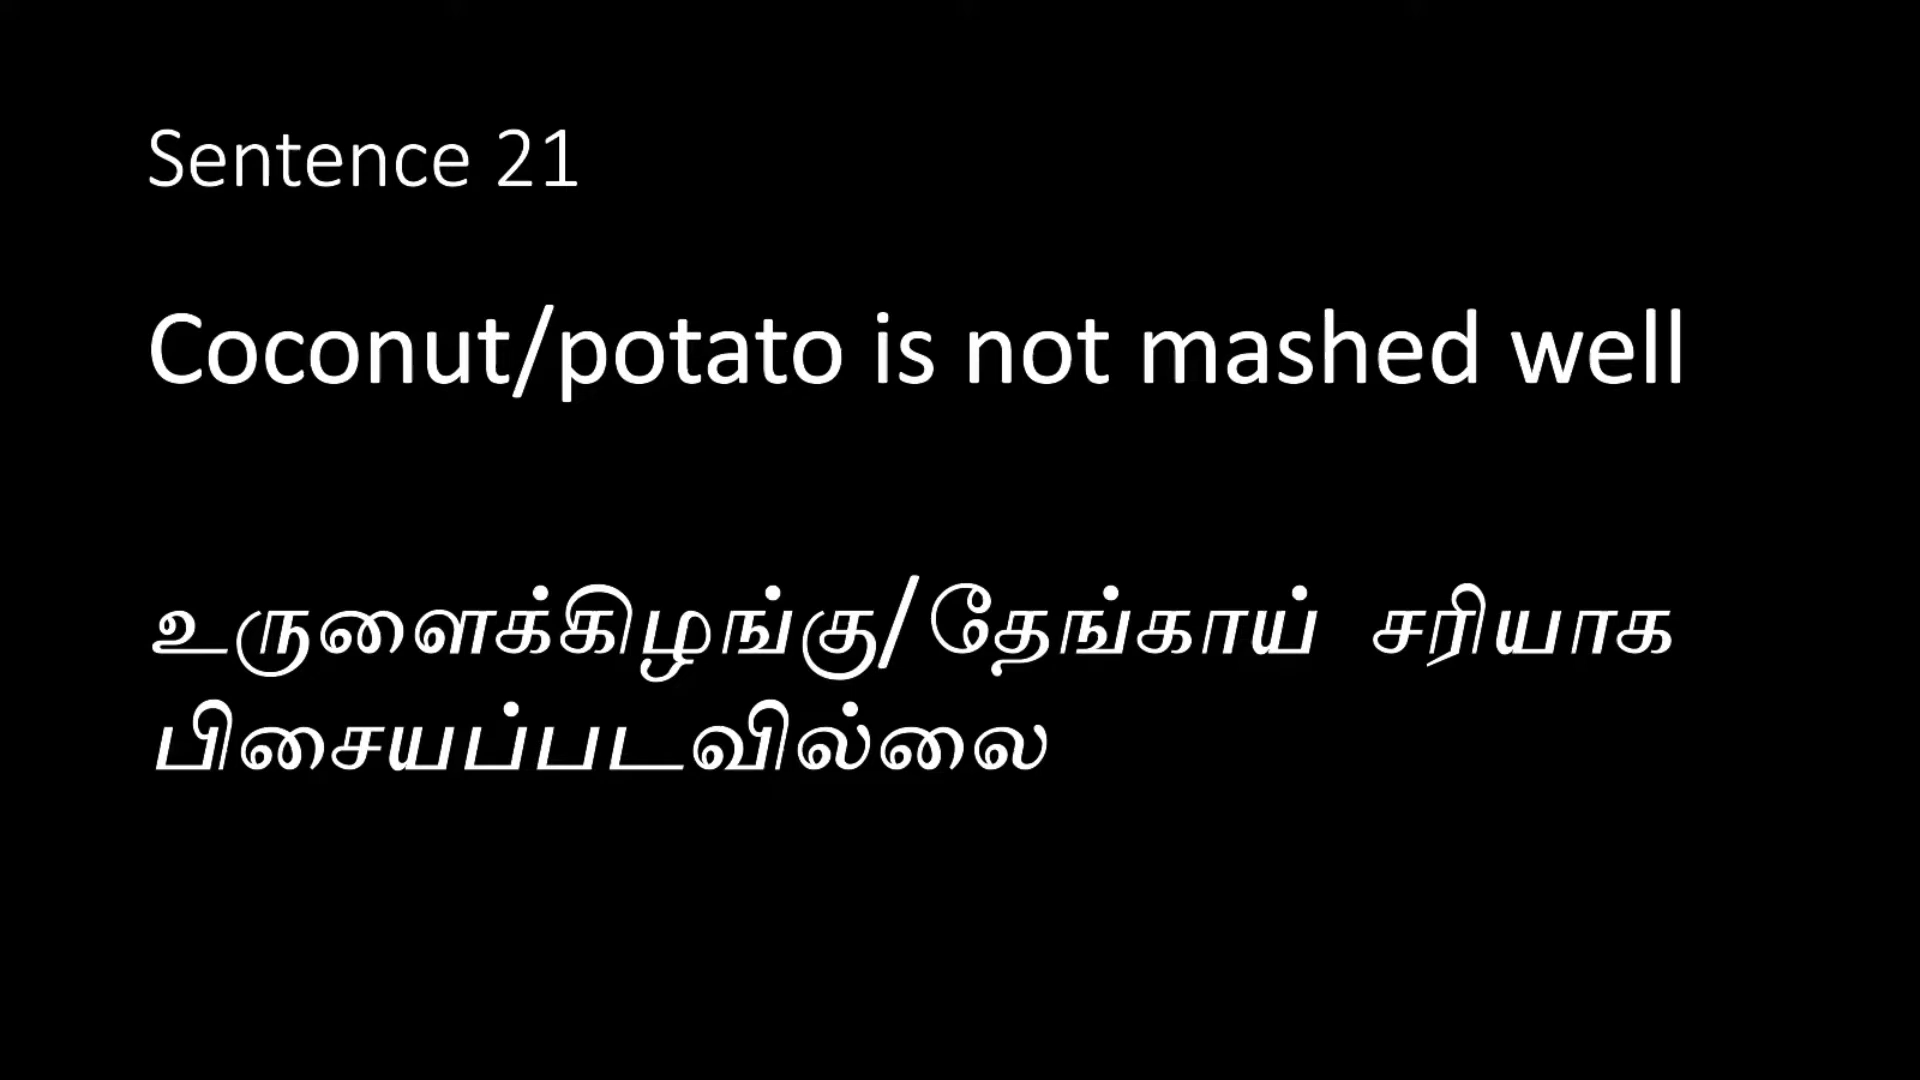 Sentence 21
Coconut/potato is not mashed well
உருளைக்கிழங்கு/தேங்காய் சரியாக
பிசையப்படவில்லை